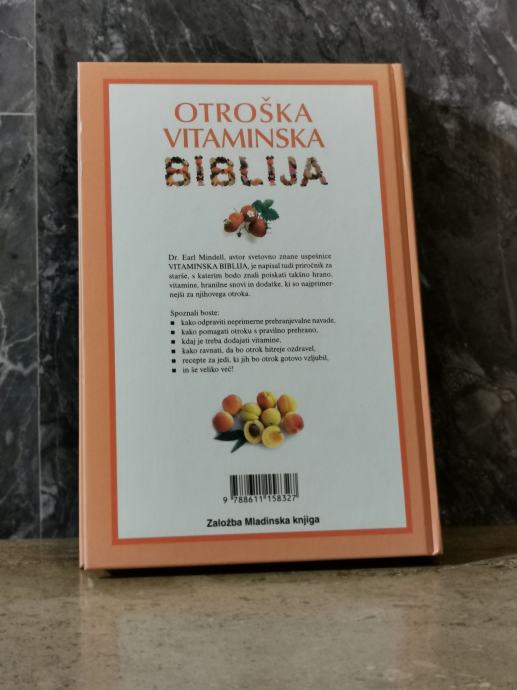 OTROŠKA
VITAMINSKA
BIBLIJA
Dr. Earl Mindell, avtor svetovno znane uspešnice
VITAMINSKA BIBLIJA, je napisal tudi priročnik za
starše, s katerim bodo znali poiskati takšno hrano,
vitamine, hranilne snovi in dodatke, ki so najprimer-
nejši za njihovega otroka.
Spoznali boste:
▪ kako odpraviti neprimerne prehranjevalne navade,
▪ kako pomagati otroku s pravilno prehrano,
▪ kdaj je treba dodajati vitamine,
▪ kako ravnati, da bo otrok hitreje ozdravel,
▪ recepte za jedi, ki jih bo otrok gotovo vzljubil,
▪ in še veliko več!
9 788611 158327
Založba Mladinska knjiga